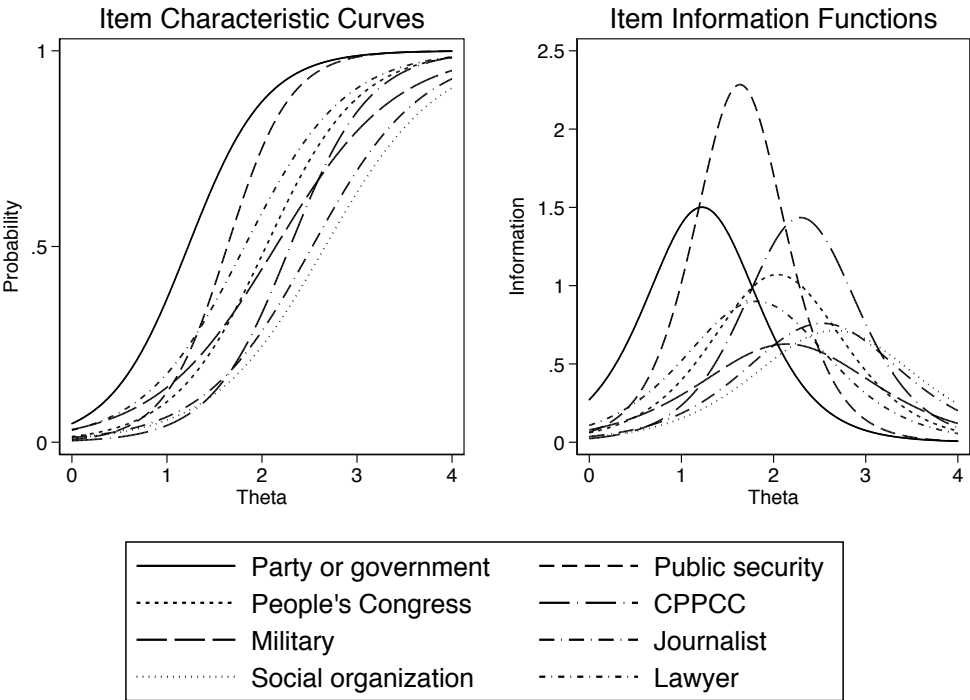 Item Characteristic Curves
1
.5
0
Probability
0 1 2 3 4
Theta
Item Information Functions
2.5
2
1.5
1
.5
0
Information
0 1 2 3 4
Theta
Party or government
Public security
People's Congress
CPPCC
Military
Journalist
Social organization
Lawyer